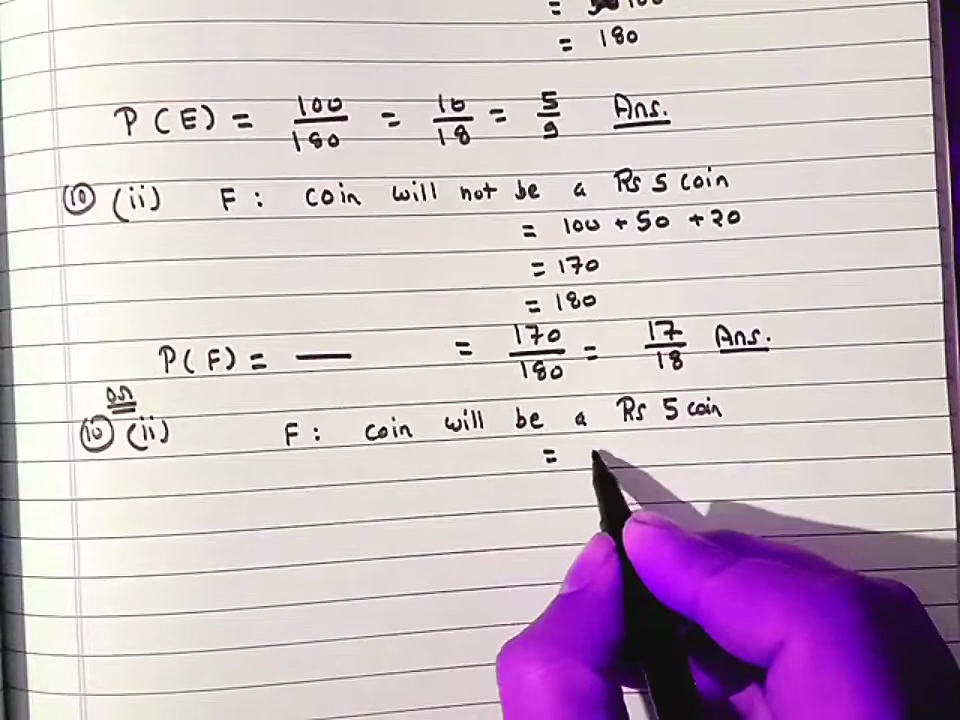 = 180
P(E) = 100/180 = 10/18 = 5/9 Ans.
10 (ii) F : coin will not be a Rs 5 coin
= 100 + 50 + 20
= 170
= 180
P(F) = — = 170/180 = 17/18 Ans.
or
10 (ii) F : coin will be a Rs 5 coin
=